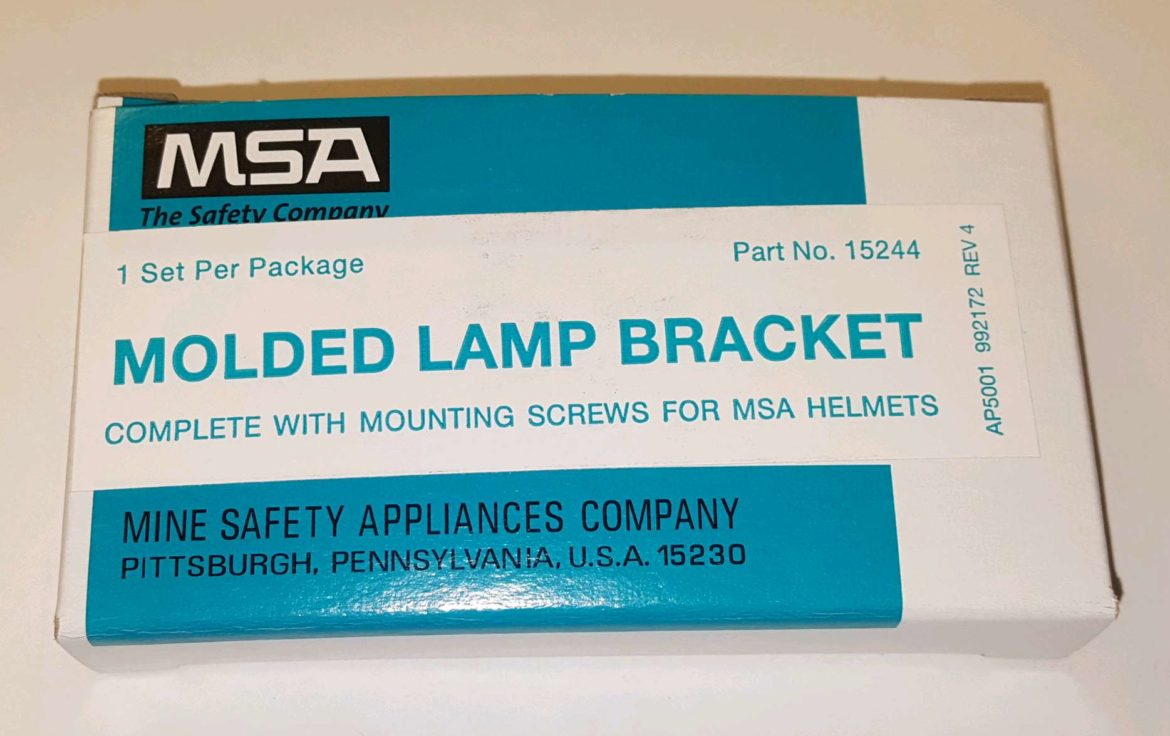 MSA
The Safety Company
1 Set Per Package
Part No. 15244
MOLDED LAMP BRACKET
COMPLETE WITH MOUNTING SCREWS FOR MSA HELMETS
AP5001 992172 REV 4
MINE SAFETY APPLIANCES COMPANY
PITTSBURGH, PENNSYLVANIA, U.S.A. 15230